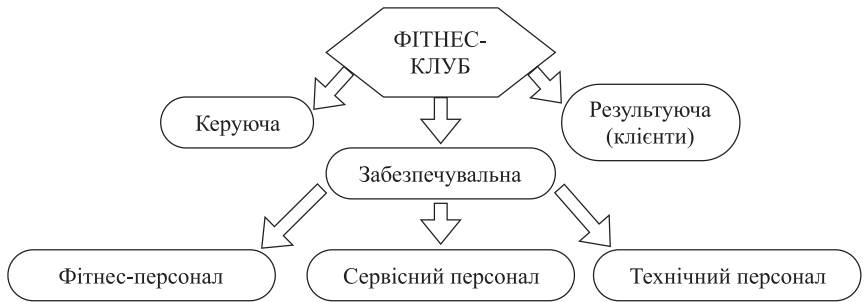 ФІТНЕС-
КЛУБ
Керуюча
Результуюча
(клієнти)
Забезпечувальна
Фітнес-персонал
Сервісний персонал
Технічний персонал